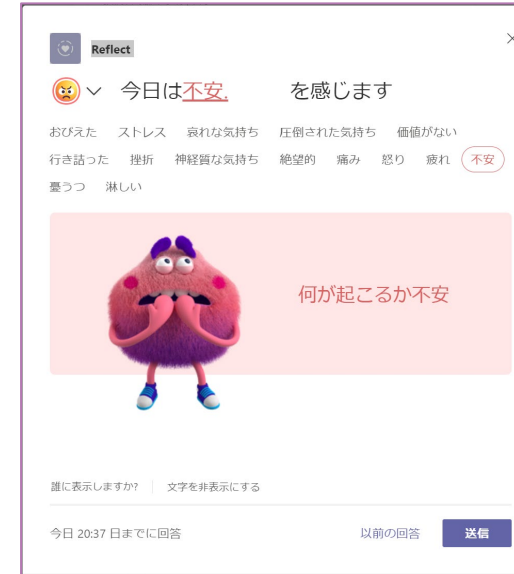 Reflect
今日は不安. を感じます
おびえた ストレス 哀れな気持ち 圧倒された気持ち 価値がない
行き詰った 挫折 神経質な気持ち 絶望的 痛み 怒り 疲れ 不安
憂うつ 淋しい
何が起こるか不安
誰に表示しますか? 文字を非表示にする
今日 20:37 日までに回答 以前の回答 送信